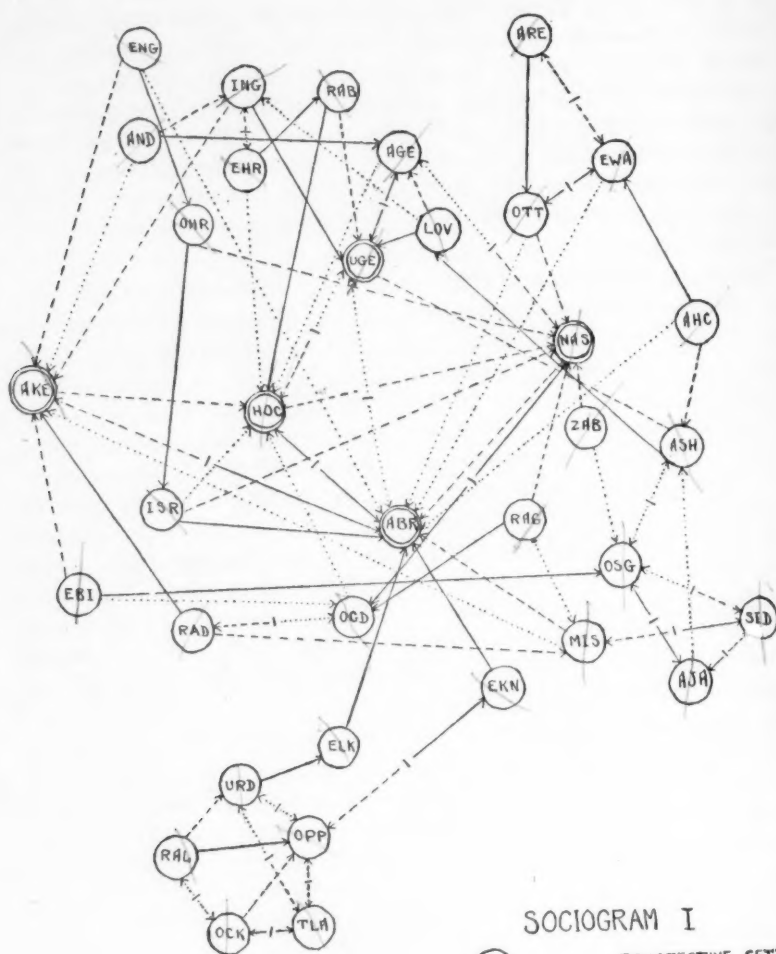 ENG
ARE
ING
RAB
AND
EHR
AGE
EWA
OTT
OHR
LOV
UGE
AHC
NAS
AKE
HOC
ZAB
ASH
ISR
ABR
RAG
OSG
EBI
OCD
RAD
MIS
SED
AJA
EKN
ELK
URD
OPP
RAL
OCK
TLA
SOCIOGRAM I